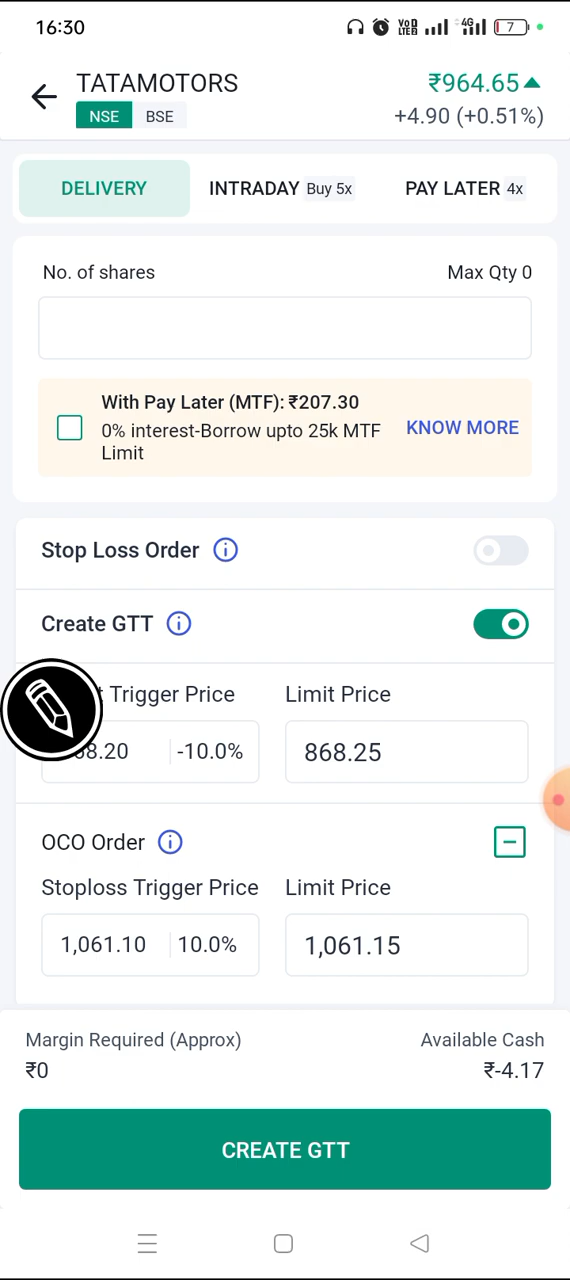 16:30
VoD LTE2 4G 7
TATAMOTORS
₹964.65
NSE BSE
+4.90 (+0.51%)
DELIVERY INTRADAY Buy 5x PAY LATER 4x
No. of shares Max Qty 0
With Pay Later (MTF): ₹207.30
0% interest-Borrow upto 25k MTF
Limit
KNOW MORE
Stop Loss Order
Create GTT
Trigger Price Limit Price
-10.0% 868.25
OCO Order
Stoploss Trigger Price Limit Price
1,061.10 10.0% 1,061.15
Margin Required (Approx) Available Cash
₹0 ₹-4.17
CREATE GTT